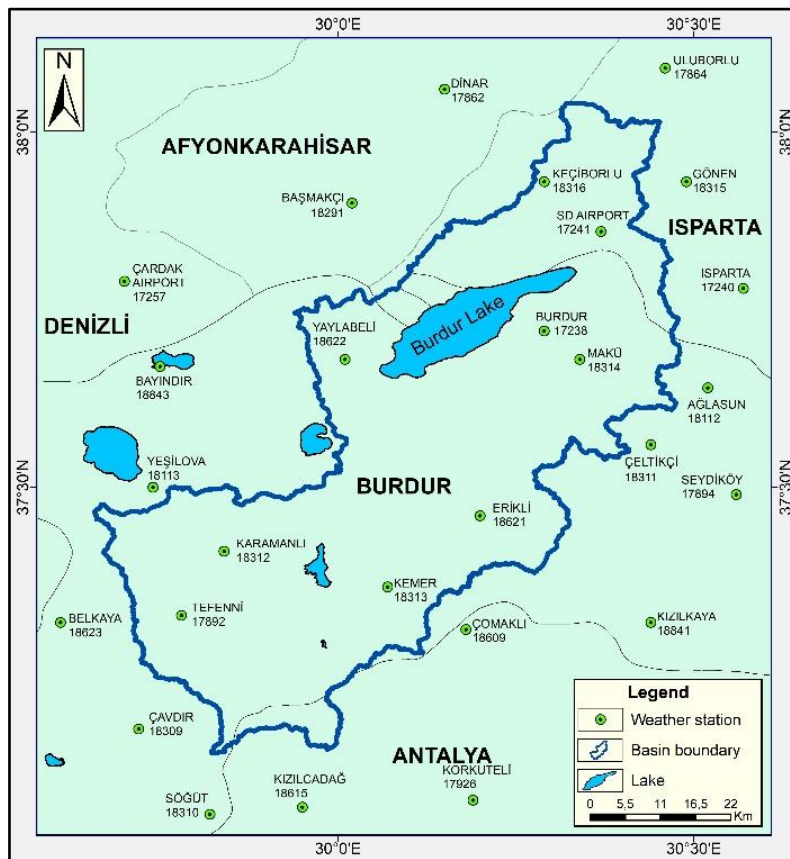 30°0'E
30°30'E
N
ULUBORLU
17864
DİNAR
17862
38°0'N
38°0'N
AFYONKARAHİSAR
KEÇİBORLU
18316
GÖNEN
18315
BAŞMAKÇI
18291
SD AIRPORT
17241
ISPARTA
ÇARDAK
AIRPORT
17257
ISPARTA
17240
DENİZLİ
YAYLABELİ
18622
Burdur Lake
BURDUR
17238
MAKÜ
18314
BAYINDIR
18843
AĞLASUN
18112
ÇELTİKÇİ
18311
YEŞİLOVA
18113
SEYDİKÖY
17894
37°30'N
37°30'N
BURDUR
ERİKLİ
18621
KARAMANLI
18312
KEMER
18313
TEFENNİ
17892
BELKAYA
18623
ÇOMAKLI
18609
KIZILKAYA
18841
ÇAVDIR
18309
ANTALYA
KIZILCADAĞ
18615
KORKUTELİ
17926
SÖĞÜT
18310
Legend
Weather station
Basin boundary
Lake
0 5,5 11 16,5 22
Km
30°0'E
30°30'E